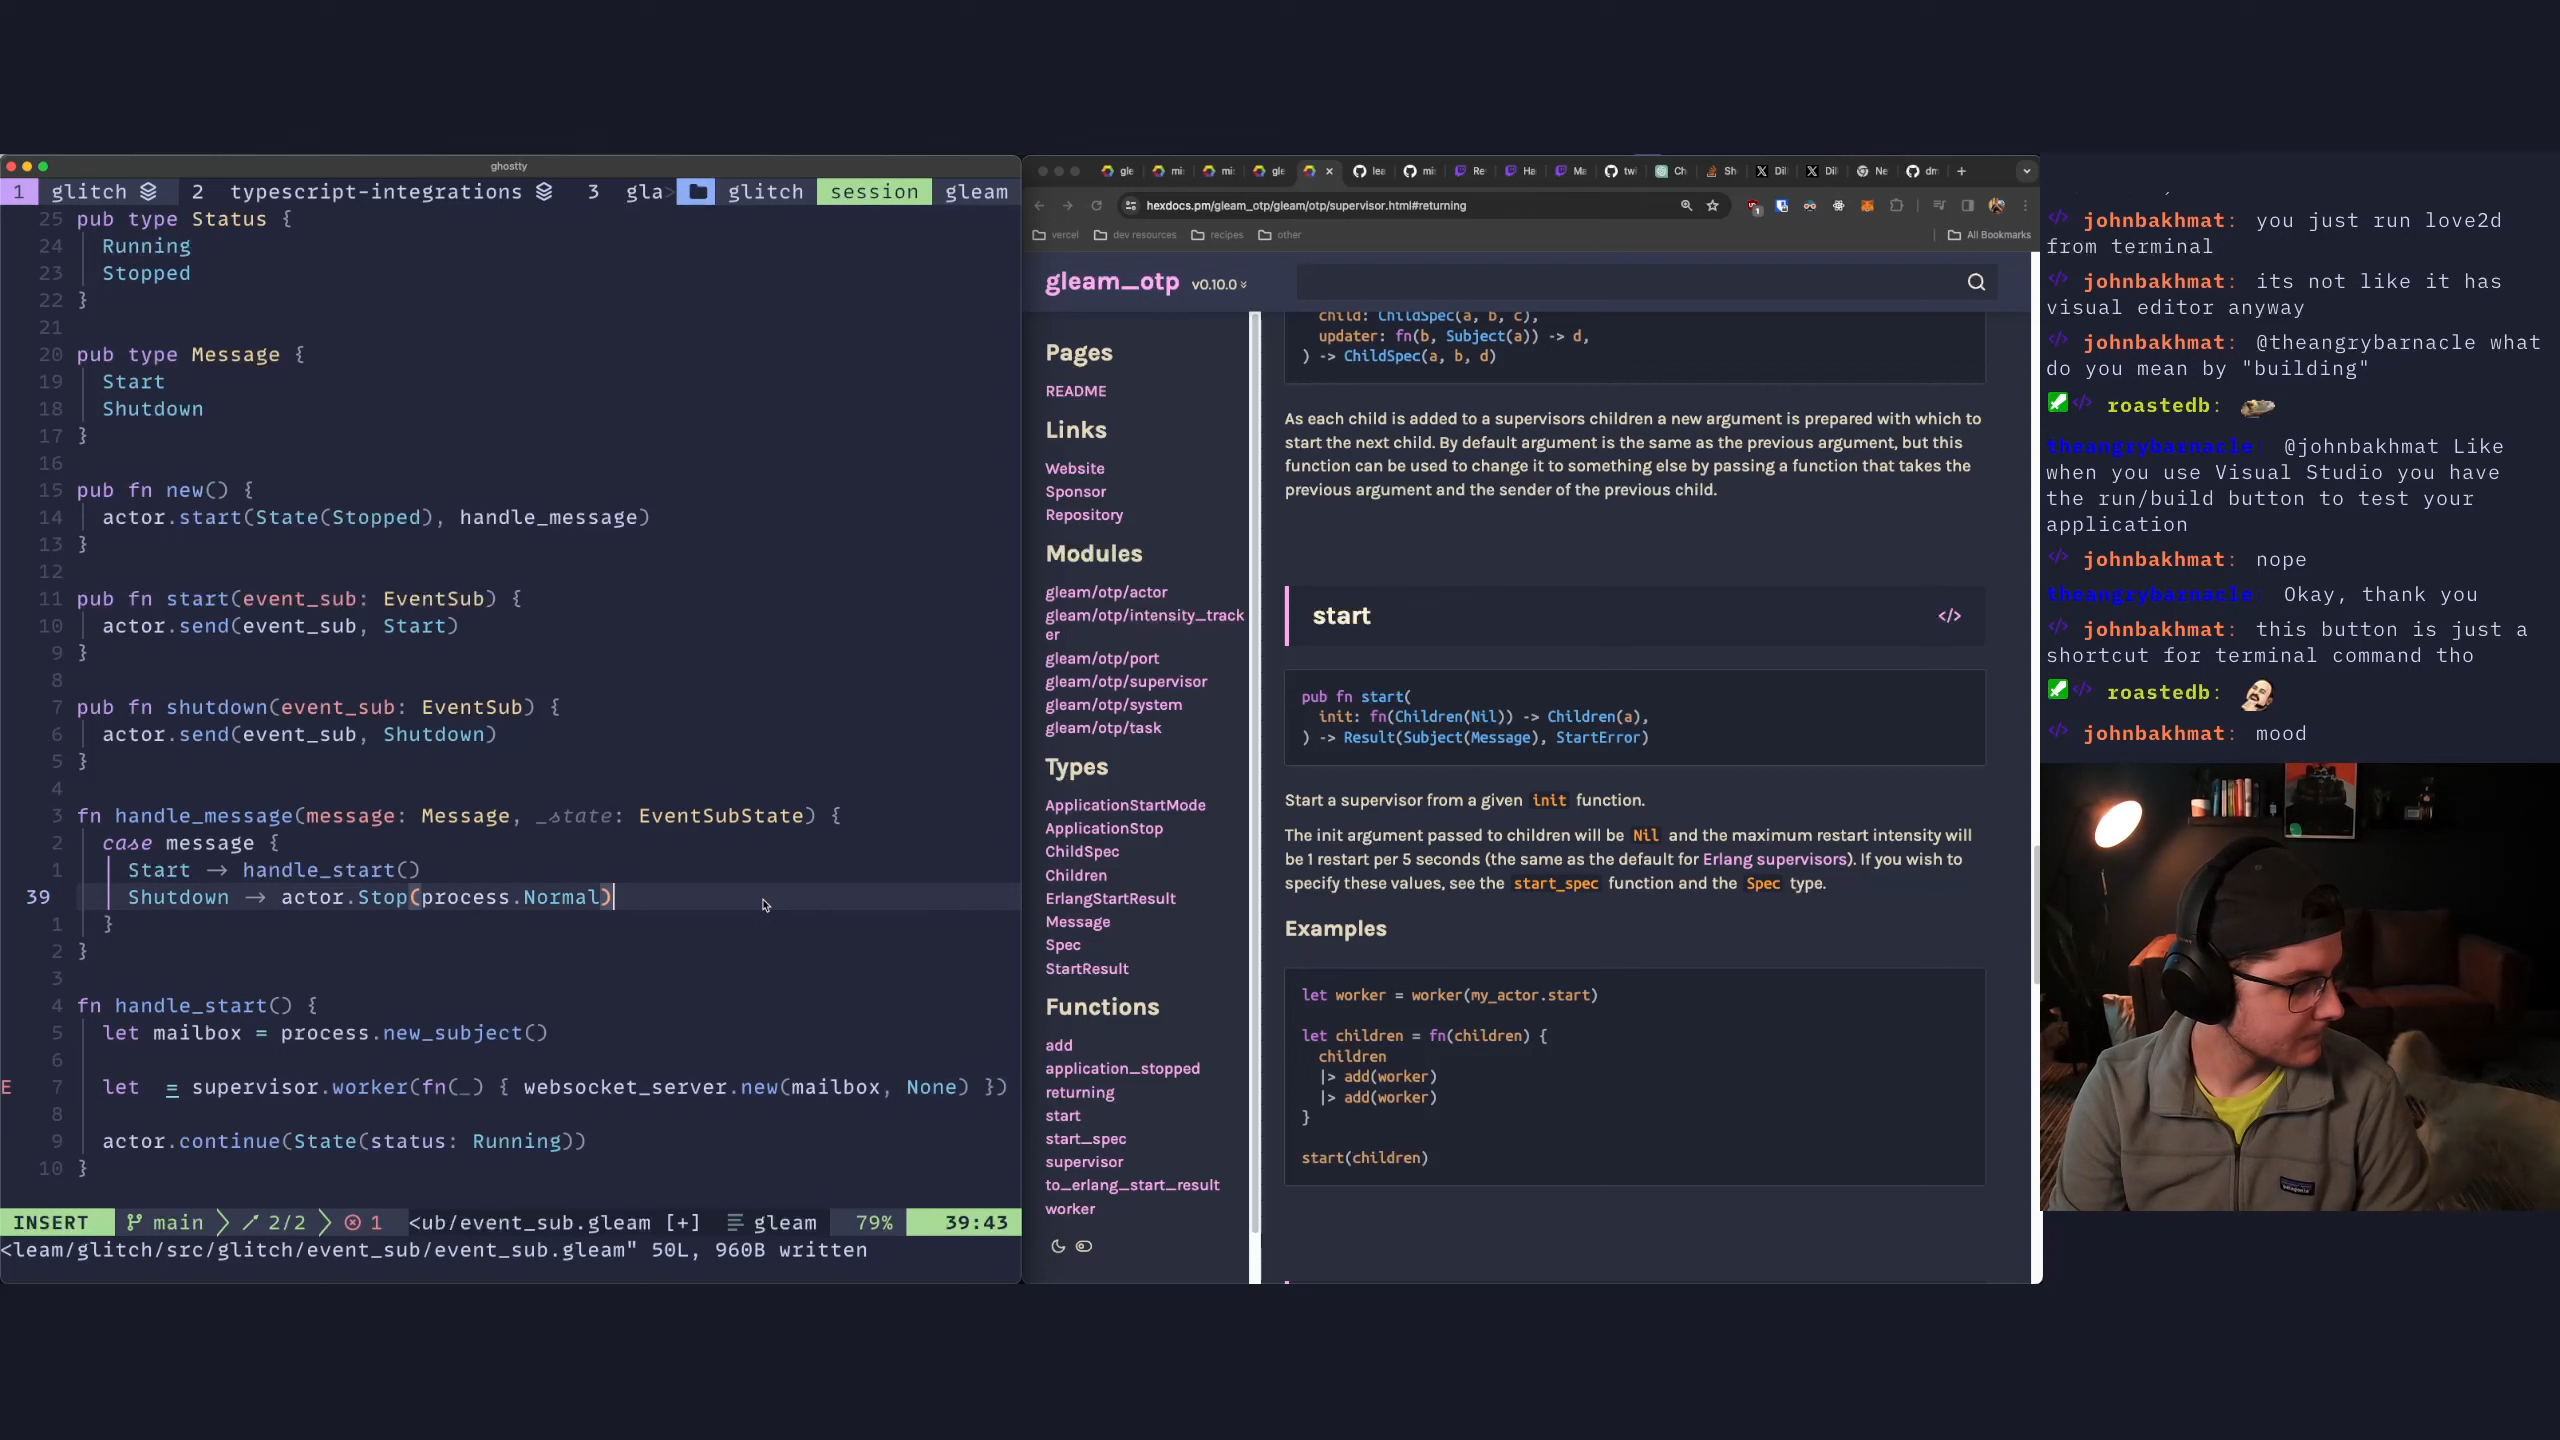 ghostty
1 glitch 2 typescript-integrations 3 gla> glitch session gleam
25 pub type Status {
24 Running
23 Stopped
22 }
21
20 pub type Message {
19 Start
18 Shutdown
17 }
16
15 pub fn new() {
14 actor.start(State(Stopped), handle_message)
13 }
12
11 pub fn start(event_sub: EventSub) {
10 actor.send(event_sub, Start)
9 }
8
7 pub fn shutdown(event_sub: EventSub) {
6 actor.send(event_sub, Shutdown)
5 }
4
3 fn handle_message(message: Message, _state: EventSubState) {
2 case message {
1 Start → handle_start()
39 Shutdown → actor.Stop(process.Normal)
1 }
2 }
3
4 fn handle_start() {
5 let mailbox = process.new_subject()
6
E 7 let = supervisor.worker(fn(_) { websocket_server.new(mailbox, None) })
8
9 actor.continue(State(status: Running))
10 }
INSERT main 2/2 1 <ub/event_sub.gleam [+] gleam 79% 39:43
<leam/glitch/src/glitch/event_sub/event_sub.gleam" 50L, 960B written
gle mi mi gle lea mi Re Ha Ma twi Ch Sh Dil Dil Ne dm
hexdocs.pm/gleam_otp/gleam/otp/supervisor.html#returning
vercel dev resources recipes other All Bookmarks
gleam_otp v0.10.0
Pages
README
Links
Website
Sponsor
Repository
Modules
gleam/otp/actor
gleam/otp/intensity_track
er
gleam/otp/port
gleam/otp/supervisor
gleam/otp/system
gleam/otp/task
Types
ApplicationStartMode
ApplicationStop
ChildSpec
Children
ErlangStartResult
Message
Spec
StartResult
Functions
add
application_stopped
returning
start
start_spec
supervisor
to_erlang_start_result
worker
child: ChildSpec(a, b, c),
updater: fn(b, Subject(a)) -> d,
) -> ChildSpec(a, b, d)
As each child is added to a supervisors children a new argument is prepared with which to
start the next child. By default argument is the same as the previous argument, but this
function can be used to change it to something else by passing a function that takes the
previous argument and the sender of the previous child.
start </>
pub fn start(
init: fn(Children(Nil)) -> Children(a),
) -> Result(Subject(Message), StartError)
Start a supervisor from a given init function.
The init argument passed to children will be Nil and the maximum restart intensity will
be 1 restart per 5 seconds (the same as the default for Erlang supervisors). If you wish to
specify these values, see the start_spec function and the Spec type.
Examples
let worker = worker(my_actor.start)
let children = fn(children) {
children
|> add(worker)
|> add(worker)
}
start(children)
johnbakhmat: you just run love2d
from terminal
johnbakhmat: its not like it has
visual editor anyway
johnbakhmat: @theangrybarnacle what
do you mean by "building"
roastedb:
theangrybarnacle: @johnbakhmat Like
when you use Visual Studio you have
the run/build button to test your
application
johnbakhmat: nope
theangrybarnacle: Okay, thank you
johnbakhmat: this button is just a
shortcut for terminal command tho
roastedb:
johnbakhmat: mood